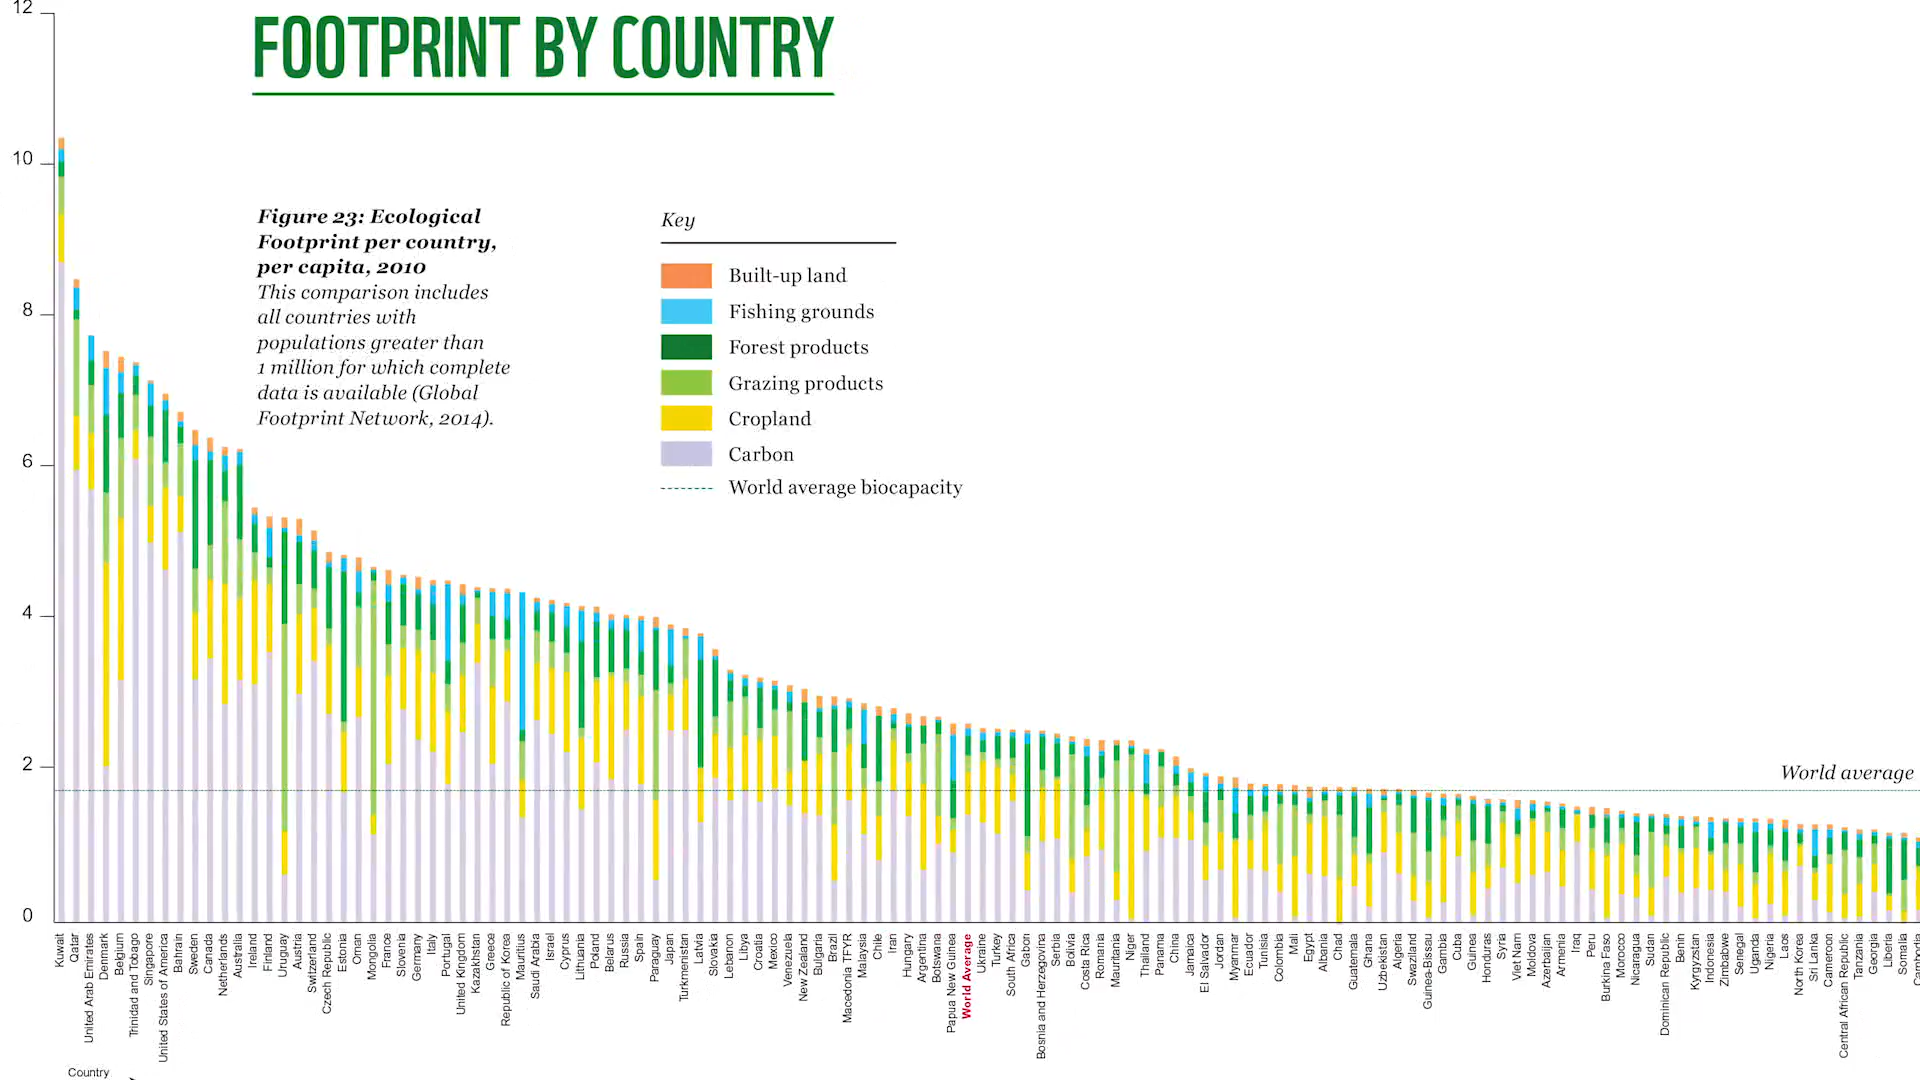 FOOTPRINT BY COUNTRY
12
10
8
6
4
2
0
Figure 23: Ecological
Footprint per country,
per capita, 2010
This comparison includes
all countries with
populations greater than
1 million for which complete
data is available (Global
Footprint Network, 2014).
Key
Built-up land
Fishing grounds
Forest products
Grazing products
Cropland
Carbon
World average biocapacity
World average
Kuwait
Qatar
United Arab Emirates
Denmark
Belgium
Trinidad and Tobago
Singapore
United States of America
Bahrain
Sweden
Canada
Netherlands
Australia
Ireland
Finland
Uruguay
Austria
Switzerland
Czech Republic
Estonia
Oman
Mongolia
France
Slovenia
Germany
Italy
Portugal
United Kingdom
Kazakhstan
Greece
Republic of Korea
Mauritius
Saudi Arabia
Israel
Cyprus
Lithuania
Poland
Belarus
Russia
Spain
Paraguay
Japan
Turkmenistan
Latvia
Slovakia
Lebanon
Libya
Croatia
Mexico
Venezuela
New Zealand
Bulgaria
Brazil
Macedonia TFYR
Malaysia
Chile
Iran
Hungary
Argentina
Botswana
Papua New Guinea
World Average
Ukraine
Turkey
South Africa
Gabon
Bosnia and Herzegovina
Serbia
Bolivia
Costa Rica
Romania
Mauritania
Niger
Thailand
Panama
China
Jamaica
El Salvador
Jordan
Myanmar
Ecuador
Tunisia
Colombia
Mali
Egypt
Albania
Chad
Guatemala
Ghana
Uzbekistan
Algeria
Swaziland
Guinea-Bissau
Gambia
Cuba
Guinea
Honduras
Syria
Viet Nam
Moldova
Azerbaijan
Armenia
Iraq
Peru
Burkina Faso
Morocco
Nicaragua
Sudan
Dominican Republic
Benin
Kyrgyzstan
Indonesia
Zimbabwe
Senegal
Uganda
Nigeria
Laos
North Korea
Sri Lanka
Cameroon
Central African Republic
Tanzania
Georgia
Liberia
Somalia
Cambodia
Country